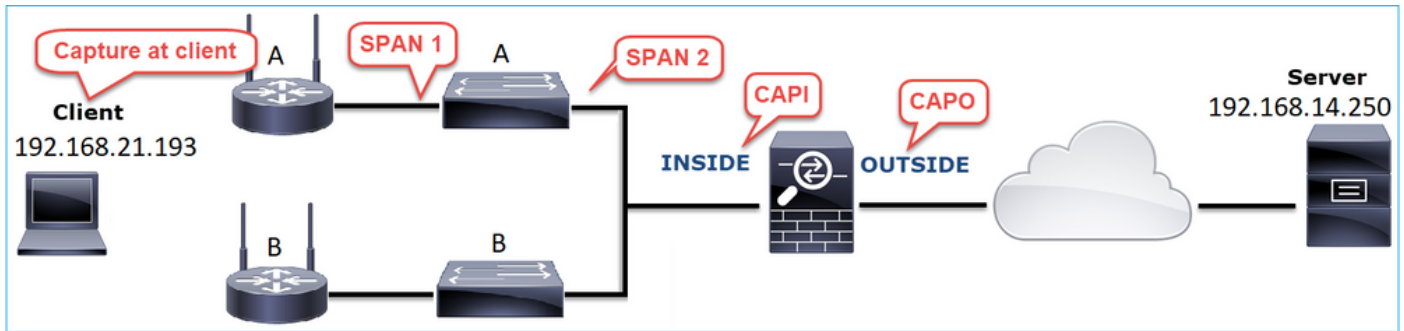 Capture at client
Client
192.168.21.193
A
SPAN 1
A
SPAN 2
B
B
INSIDE
CAPI
CAPO
OUTSIDE
Server
192.168.14.250